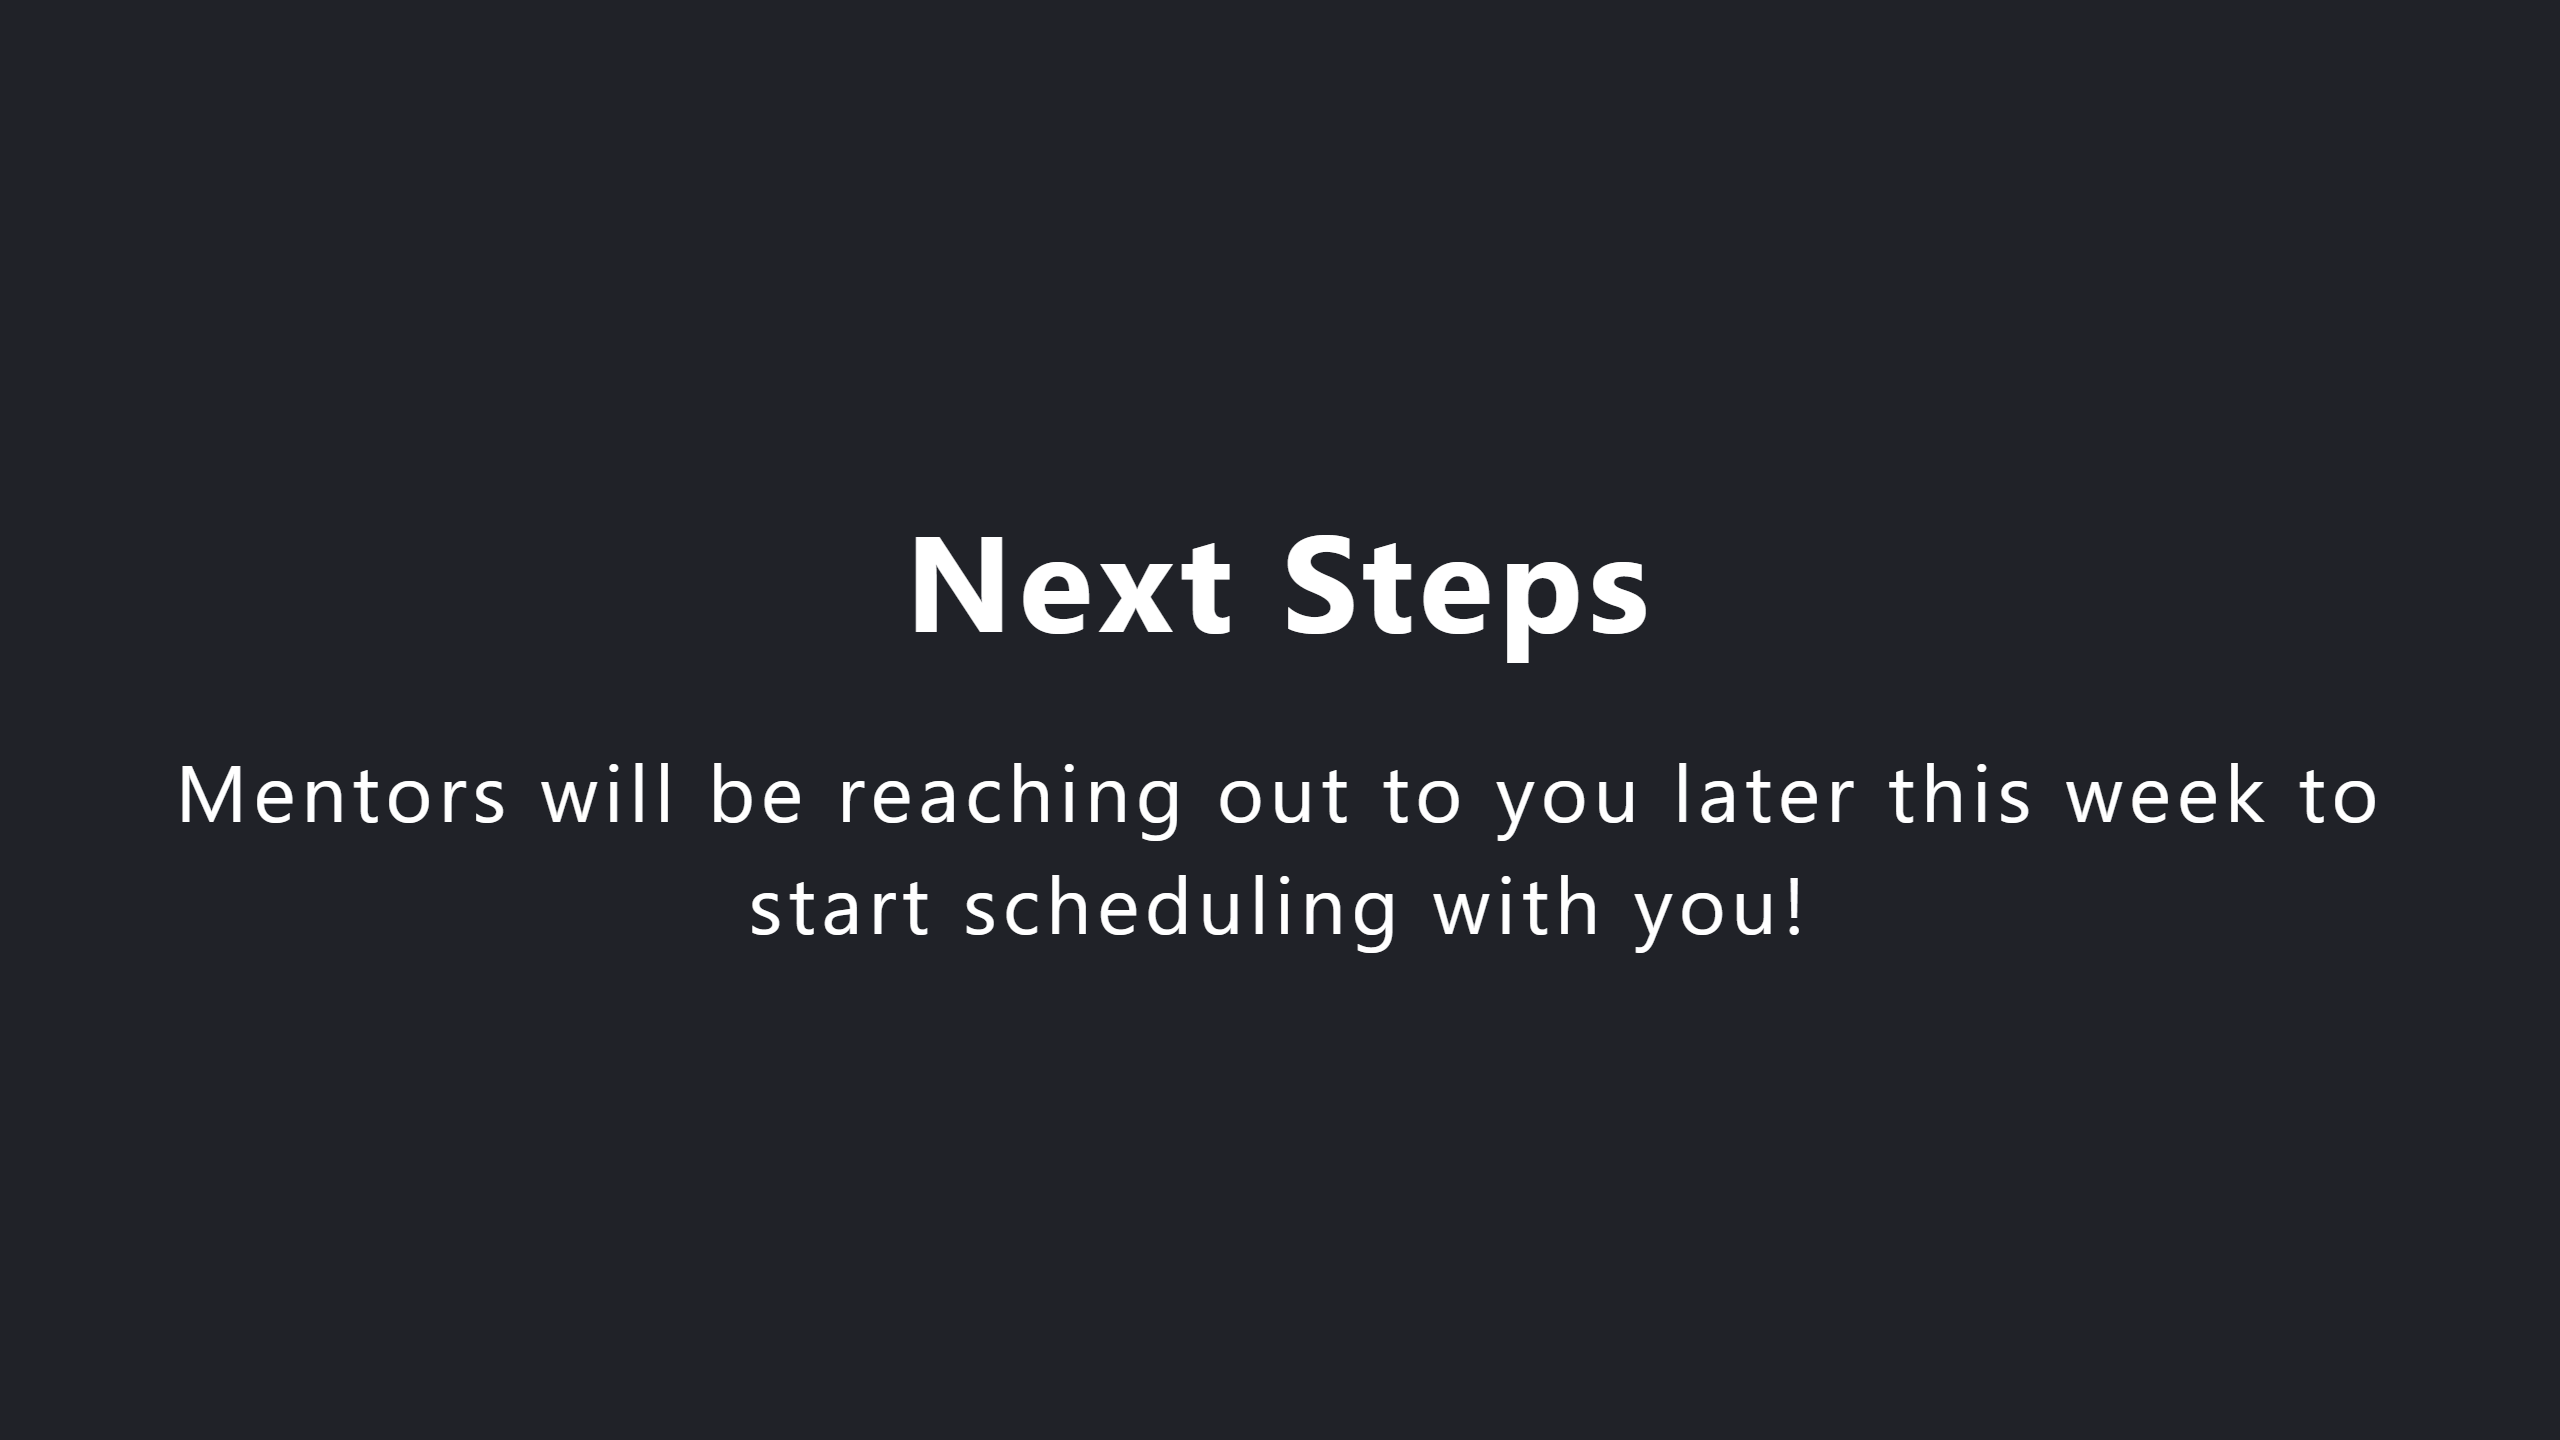 Next Steps
Mentors will be reaching out to you later this week to
start scheduling with you!